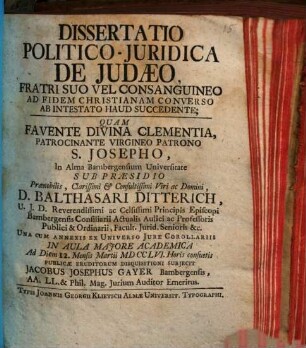 DISSERTATIO
POLITICO-JURIDICA
DE JUDÆO,
FRATRI SUO VEL CONSANGUINEO
AD FIDEM CHRISTIANAM CONVERSO
AB INTESTATO HAUD SUCCEDENTE;
QUAM
FAVENTE DIVINA CLEMENTIA,
PATROCINANTE VIRGINEO PATRONO
S. JOSEPHO,
In Alma Bambergensium Universitate
SUB PRÆSIDIO
Prænobilis, Clarissimi & Consultissimi Viri ac Domini,
D. BALTHASARI DITTERICH,
U. J. D. Reverendissimi ac Celsissimi Principis Episcopi
Bambergensis Consiliarii Actualis Aulici ac Professoris
Publici & Ordinarii, Facult. Jurid. Senioris &c.
UNA CUM ANNEXIS EX UNIVERSO JURE COROLLARIIS
IN AULA MAJORE ACADEMICA
Ad Diem 12. Mensis Martii MDCCLVI. Horis consuetis
PUBLICÆ ERUDITORUM DISQUISITIONI SUBJECIT
JACOBUS JOSEPHUS GAYER Bambergensis,
AA. LL. & Phil. Mag. Jurium Auditor Emeritus.
TYPIS JOANNIS GEORGII KLIETSCH ALMÆ UNIVERSIT. TYPOGRAPHI.